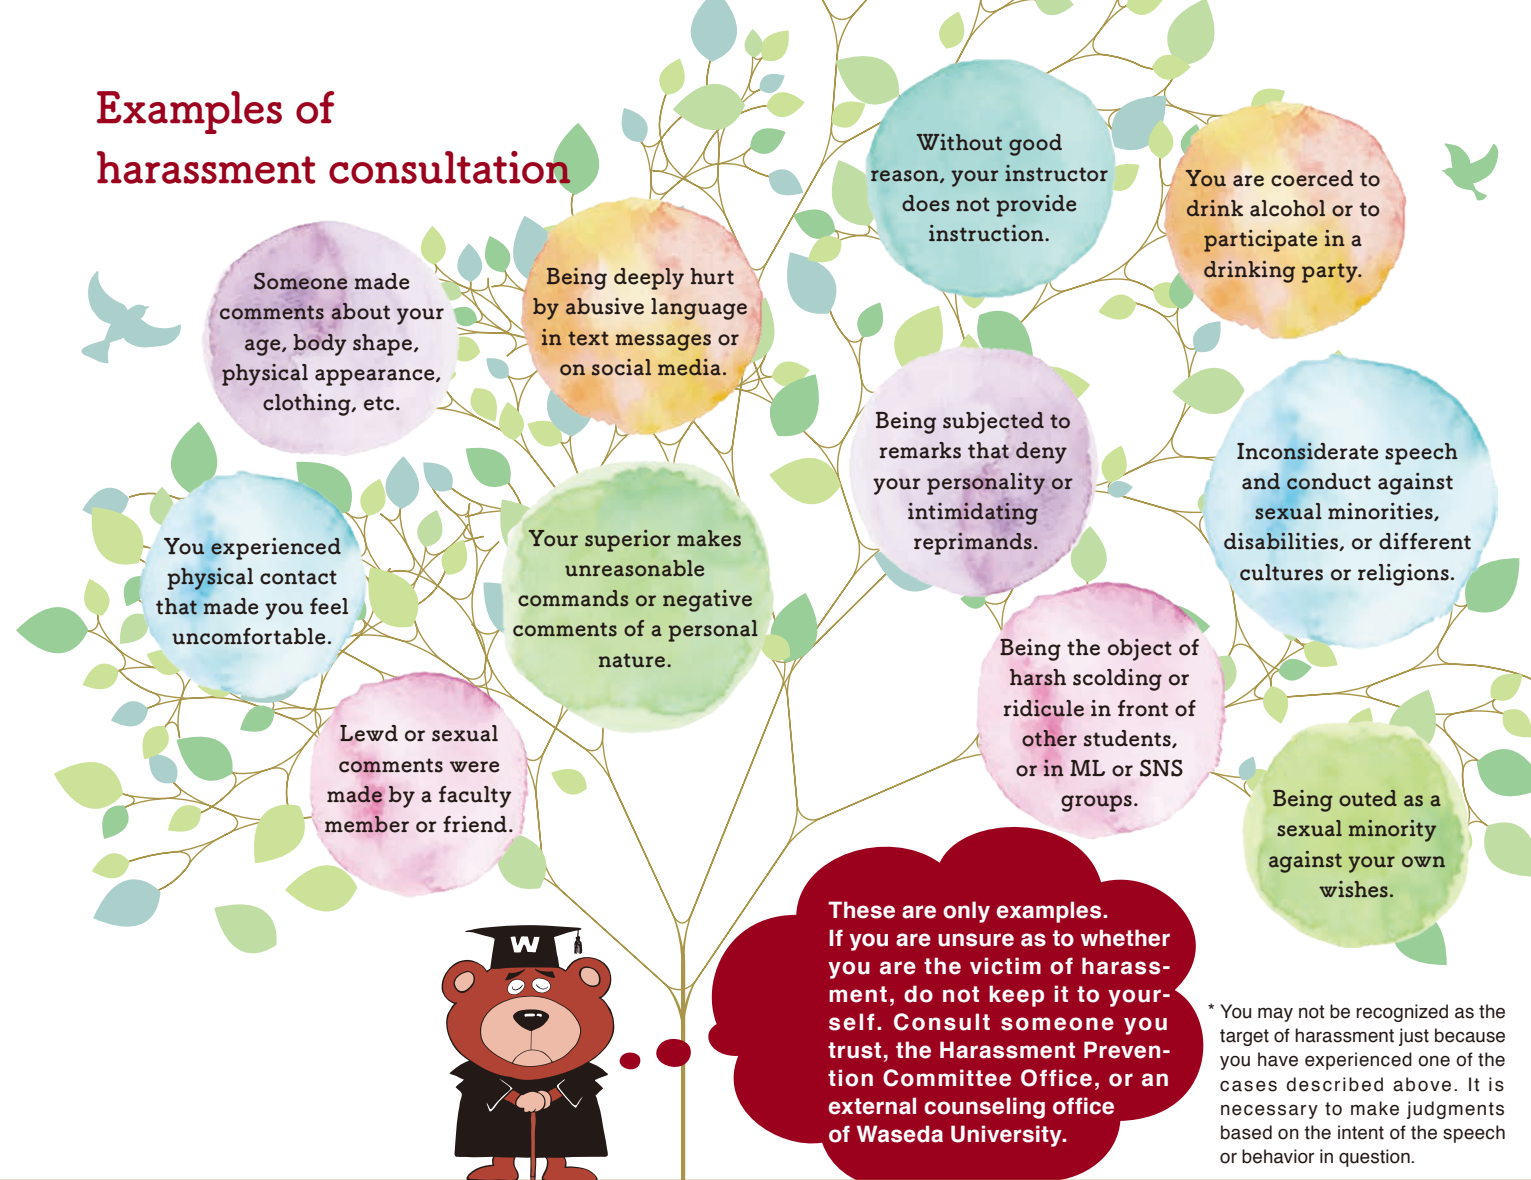 Examples of
harassment consultation
Without good
reason, your instructor
does not provide
instruction.
You are coerced to
drink alcohol or to
participate in a
drinking party.
Someone made
comments about your
age, body shape,
physical appearance,
clothing, etc.
Being deeply hurt
by abusive language
in text messages or
on social media.
Being subjected to
remarks that deny
your personality or
intimidating
reprimands.
Inconsiderate speech
and conduct against
sexual minorities,
disabilities, or different
cultures or religions.
You experienced
physical contact
that made you feel
uncomfortable.
Your superior makes
unreasonable
commands or negative
comments of a personal
nature.
Being the object of
harsh scolding or
ridicule in front of
other students,
or in ML or SNS
groups.
Lewd or sexual
comments were
made by a faculty
member or friend.
Being outed as a
sexual minority
against your own
wishes.
W
These are only examples.
If you are unsure as to whether
you are the victim of harass-
ment, do not keep it to your-
self. Consult someone you
trust, the Harassment Preven-
tion Committee Office, or an
external counseling office
of Waseda University.
* You may not be recognized as the
target of harassment just because
you have experienced one of the
cases described above. It is
necessary to make judgments
based on the intent of the speech
or behavior in question.